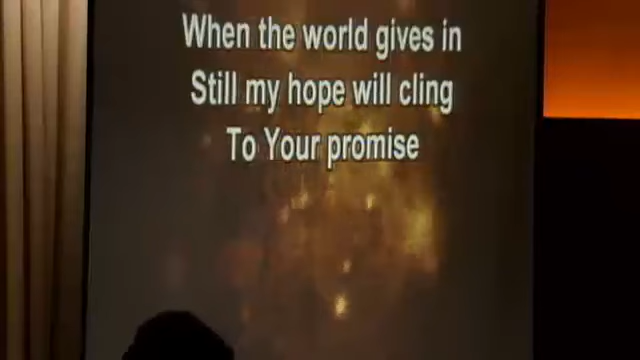 When the world gives in
Still my hope will cling
To Your promise